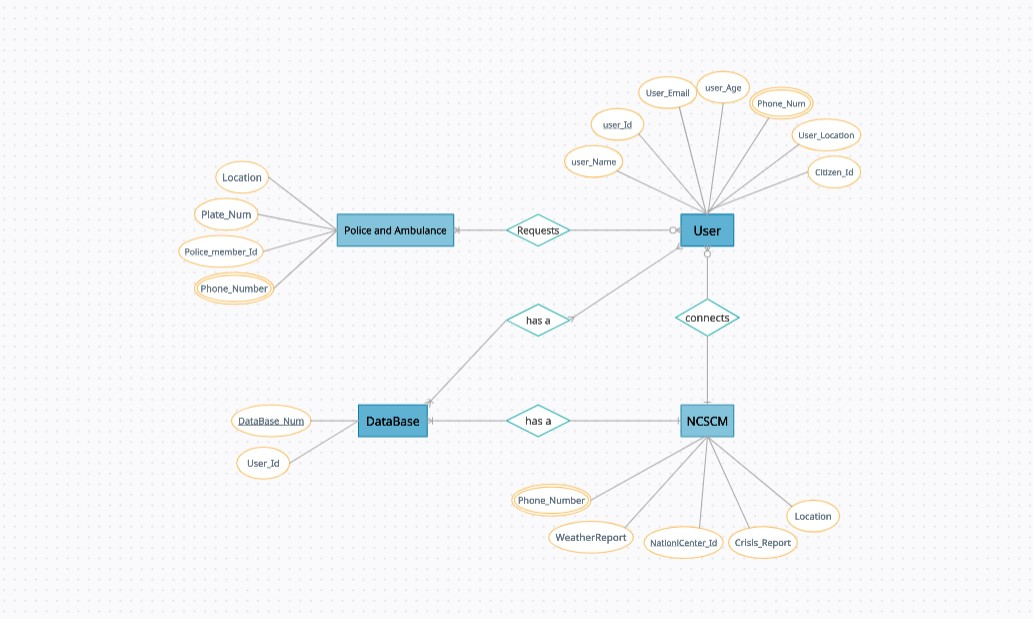 User_Email
user_Age
Phone_Num
user_Id
User_Location
user_Name
Citizen_Id
Location
Plate_Num
Police_member_Id
Phone_Number
Police and Ambulance
Requests
User
has a
connects
DataBase_Num
User_Id
DataBase
has a
NCSCM
Phone_Number
WeatherReport
NationlCenter_Id
Crisis_Report
Location